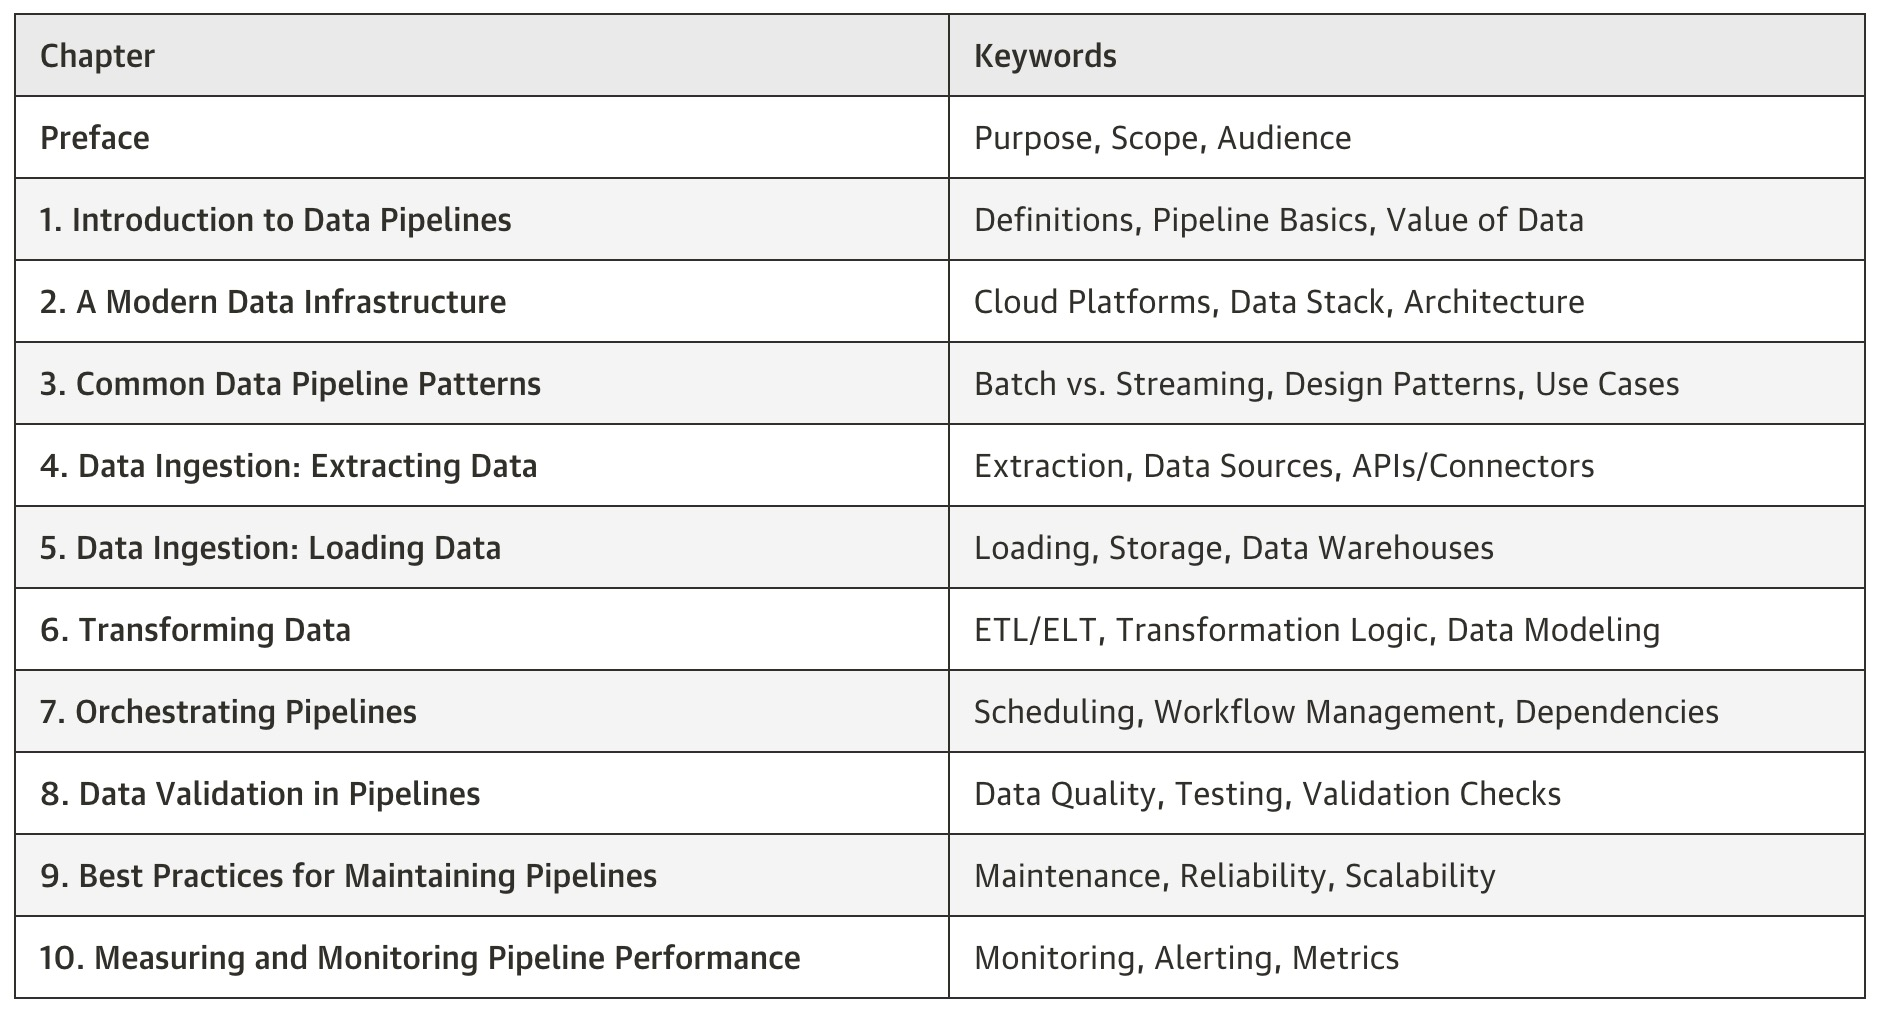 Chapter Keywords
Preface Purpose, Scope, Audience
1. Introduction to Data Pipelines Definitions, Pipeline Basics, Value of Data
2. A Modern Data Infrastructure Cloud Platforms, Data Stack, Architecture
3. Common Data Pipeline Patterns Batch vs. Streaming, Design Patterns, Use Cases
4. Data Ingestion: Extracting Data Extraction, Data Sources, APIs/Connectors
5. Data Ingestion: Loading Data Loading, Storage, Data Warehouses
6. Transforming Data ETL/ELT, Transformation Logic, Data Modeling
7. Orchestrating Pipelines Scheduling, Workflow Management, Dependencies
8. Data Validation in Pipelines Data Quality, Testing, Validation Checks
9. Best Practices for Maintaining Pipelines Maintenance, Reliability, Scalability
10. Measuring and Monitoring Pipeline Performance Monitoring, Alerting, Metrics